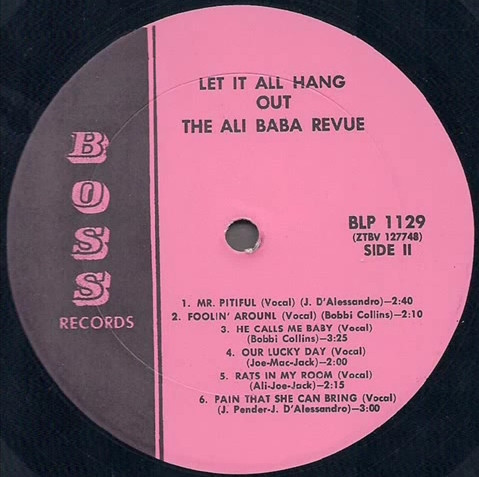 LET IT ALL HANG
OUT
THE ALI BABA REVUE
BOSS
RECORDS
BLP 1129
(ZTBV 127748)
SIDE II
1. MR. PITIFUL (Vocal) (J. D'Alessandro)—2:40
2. FOOLIN' AROUNL (Vocal) (Bobbi Collins)—2:10
3. HE CALLS ME BABY (Vocal)
(Bobbi Collins)—3:25
4. OUR LUCKY DAY (Vocal)
(Joe-Mac-Jack)—2:00
5. RATS IN MY ROOM (Vocal)
(Ali-Joe-Jack)—2:15
6. PAIN THAT SHE CAN BRING (Vocal)
(J. Pender-J. D'Alessandro)—3:00